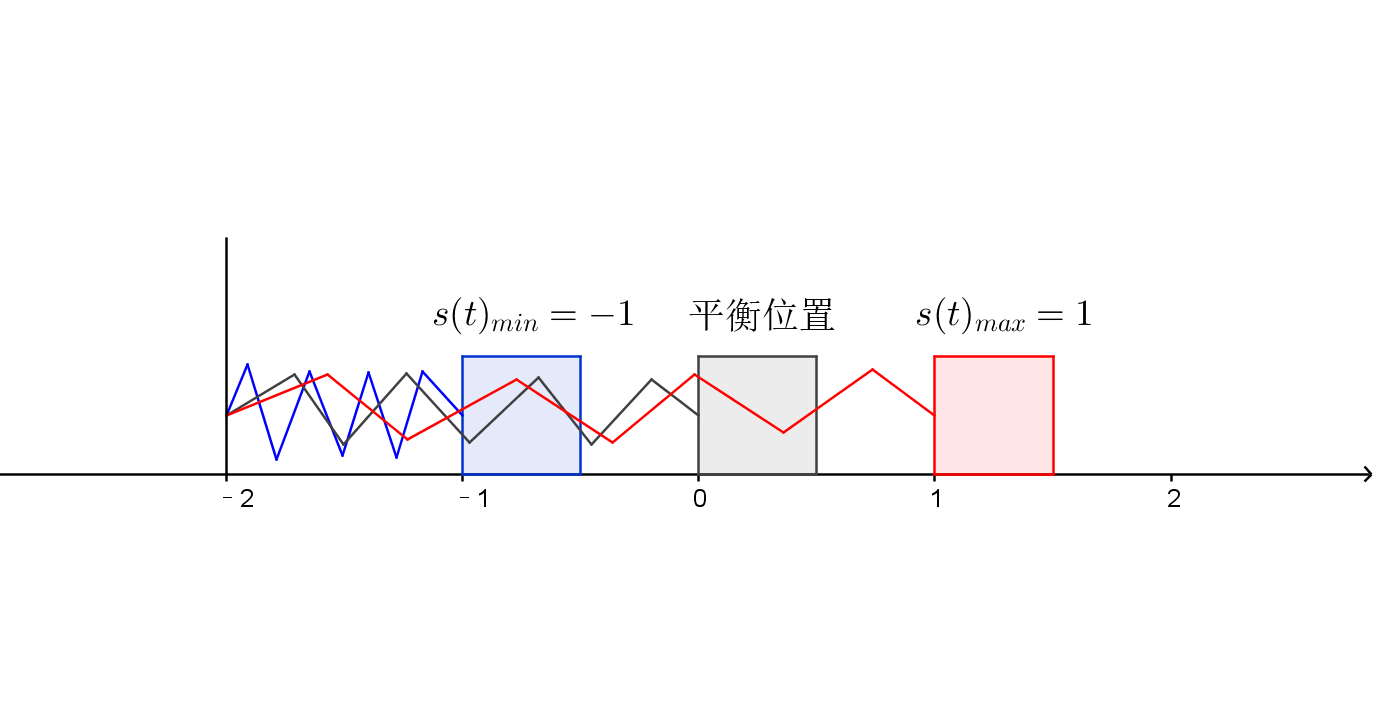 s(t)_{min} = −1 平衡位置 s(t)_{max} = 1
−2 −1 0 1 2